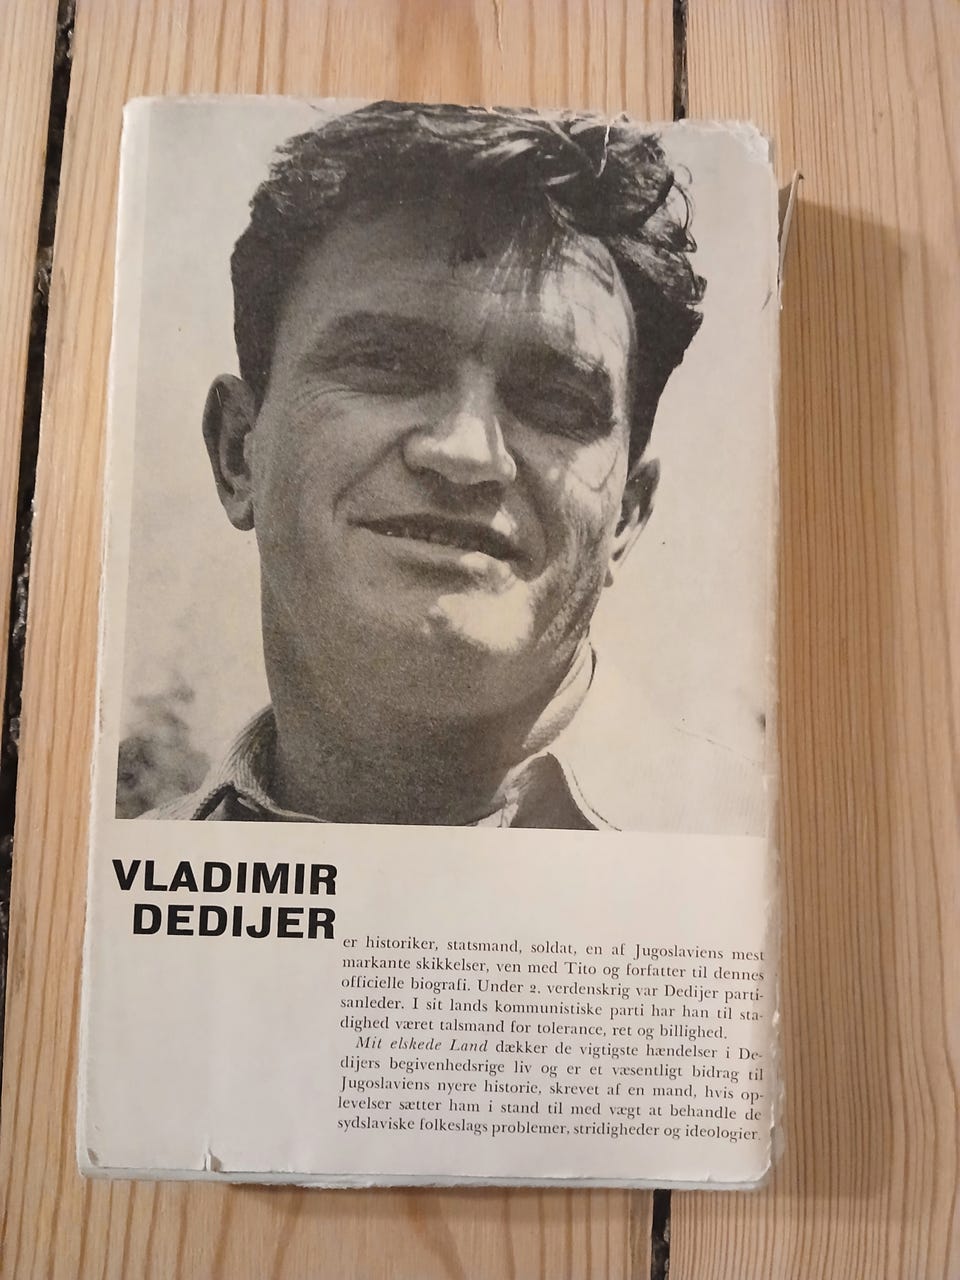 VLADIMIR
DEDIJER
er historiker, statsmand, soldat, en af Jugoslaviens mest
markante skikkelser, ven med Tito og forfatter til dennes
officielle biografi. Under 2. verdenskrig var Dedijer parti-
sanleder. I sit lands kommunistiske parti har han til sta-
dighed været talsmand for tolerance, ret og billighed.
Mit elskede Land dækker de vigtigste hændelser i De-
dijers begivenhedsrige liv og er et væsentligt bidrag til
Jugoslaviens nyere historie, skrevet af en mand, hvis op-
levelser sætter ham i stand til med vægt at behandle de
sydslaviske folkeslags problemer, stridigheder og ideologier.